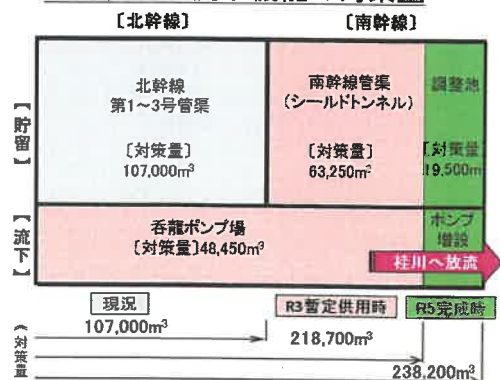 〔北幹線〕
〔南幹線〕
【貯留】
北幹線
第1~3号管渠
〔対策量〕
107,000m³
南幹線管渠
(シールドトンネル)
〔対策量〕
63,250m³
調整池
〔対策量〕
19,500m³
【流下】
呑龍ポンプ場
〔対策量〕48,450m³
ポンプ
増設
桂川へ放流
現況
R3暫定供用時
R5完成時
《対策量
107,000m³
218,700m³
238,200m³